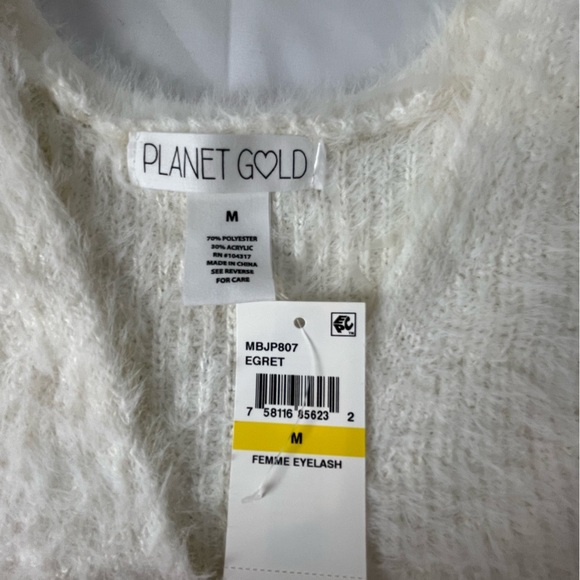 PLANET GOLD
M
70% POLYESTER
30% ACRYLIC
RN #104317
MADE IN CHINA
SEE REVERSE
FOR CARE
MBJP807
EGRET
7 58116 85623 2
M
FEMME EYELASH